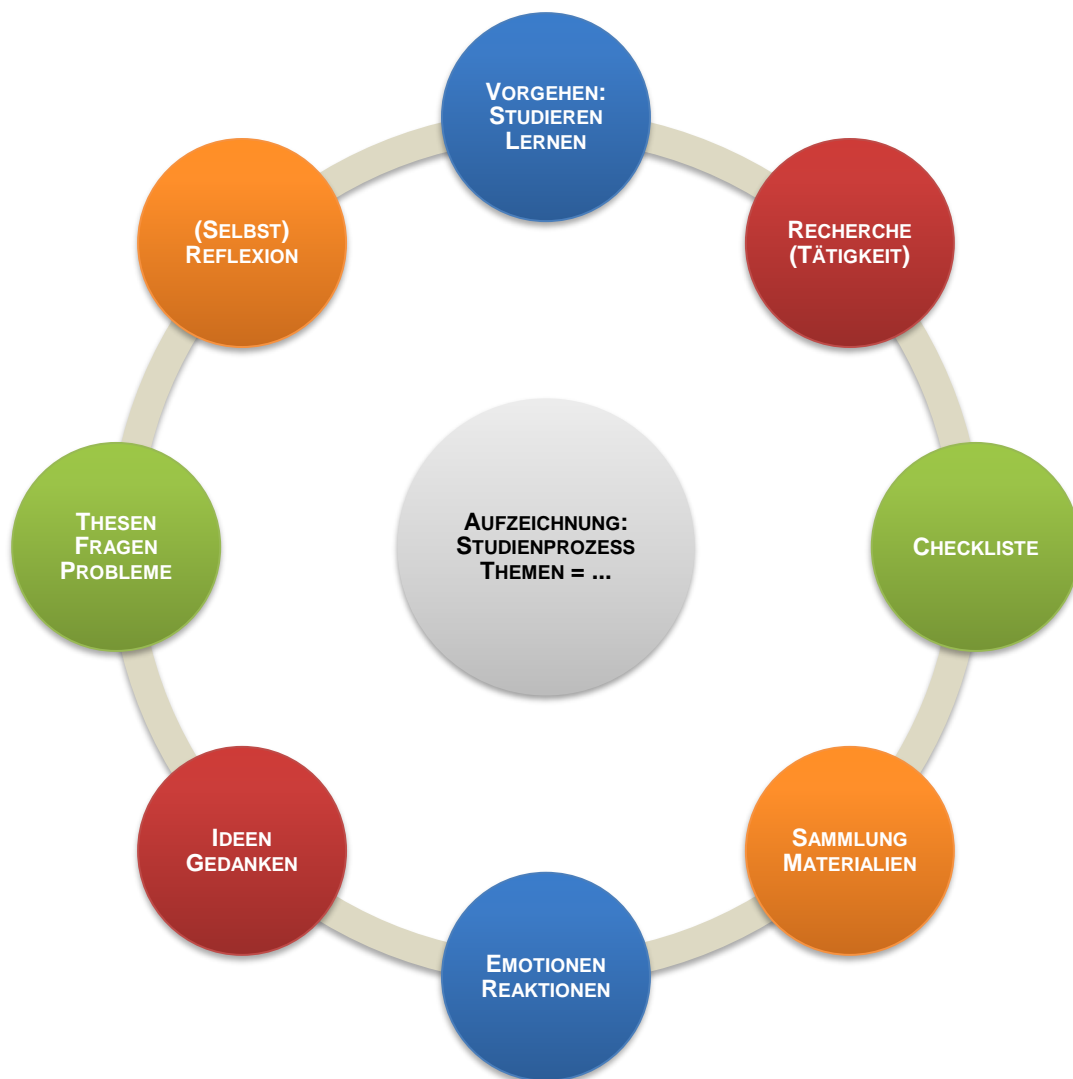 VORGEHEN:
STUDIEREN
LERNEN
RECHERCHE
(TÄTIGKEIT)
CHECKLISTE
SAMMLUNG
MATERIALIEN
EMOTIONEN
REAKTIONEN
IDEEN
GEDANKEN
THESEN
FRAGEN
PROBLEME
(SELBST)
REFLEXION
AUFZEICHNUNG:
STUDIENPROZESS
THEMEN = ...